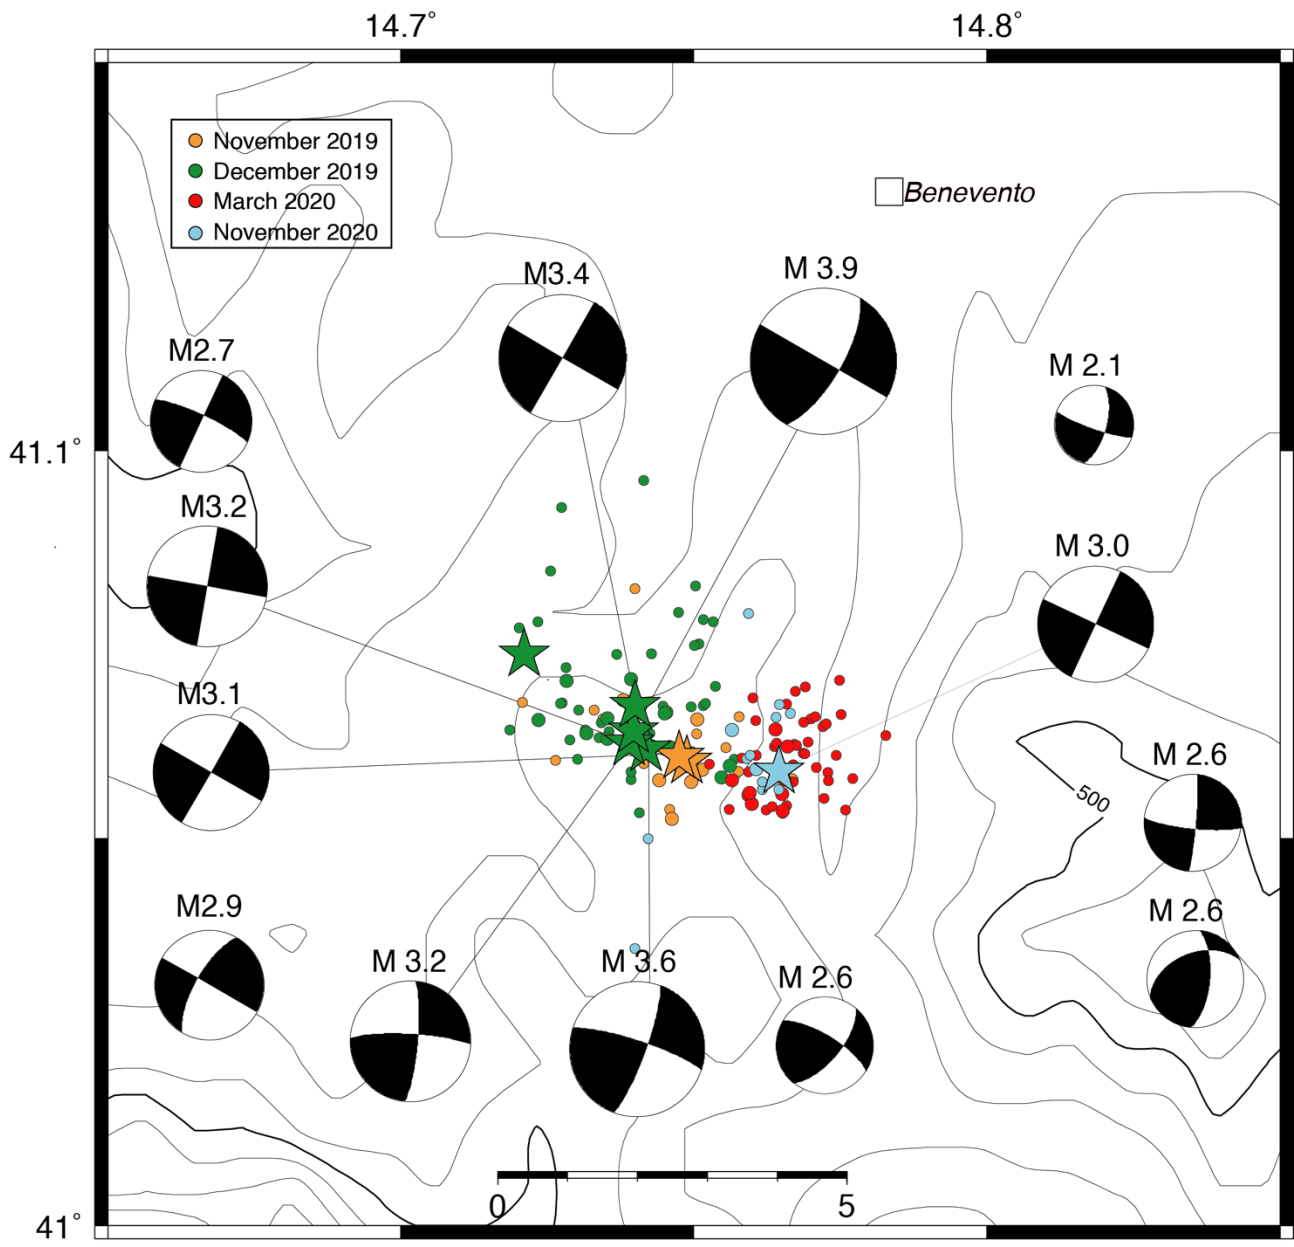 14.7°
14.8°
November 2019
December 2019
March 2020
November 2020
Benevento
M3.4
M 3.9
M2.7
M 2.1
41.1°
M3.2
M 3.0
M3.1
M 2.6
500
M2.9
M 2.6
M 3.2
M 3.6
M 2.6
0
5
41°